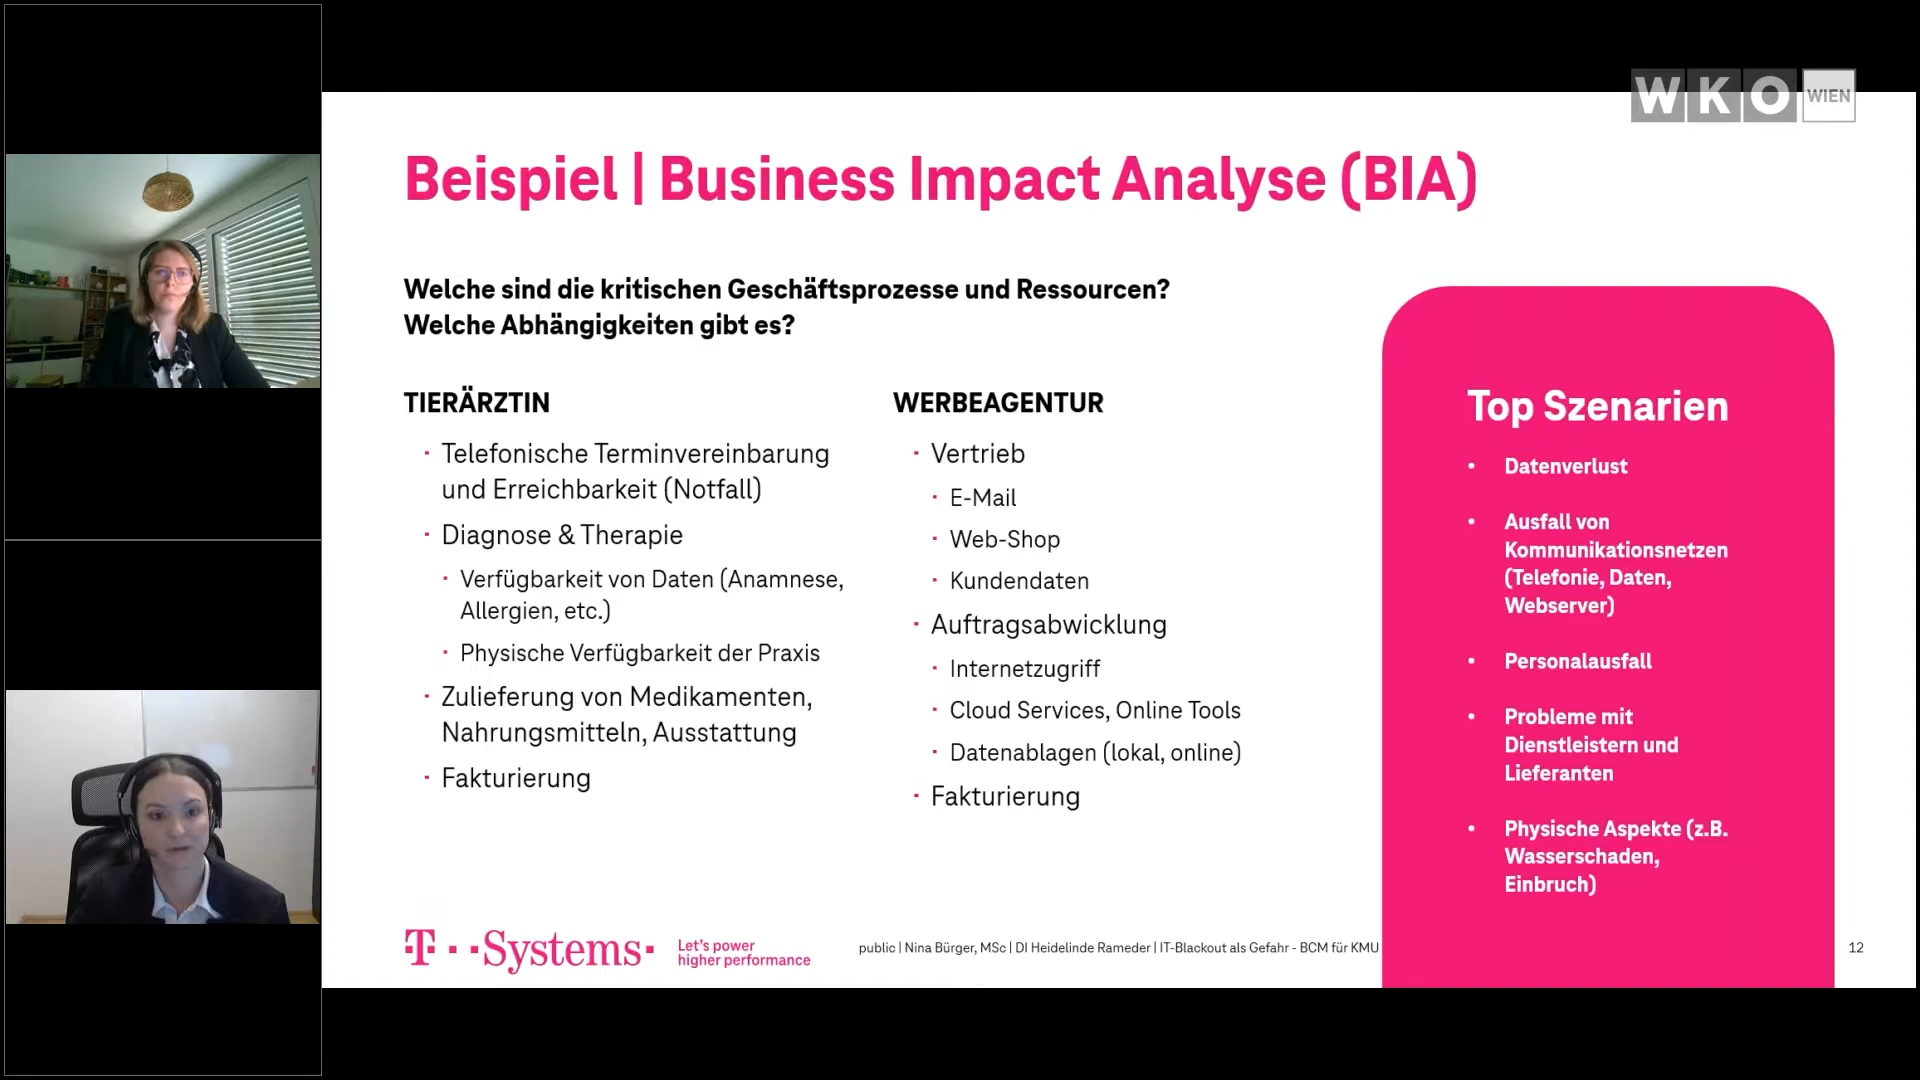 WKO WIEN
Beispiel | Business Impact Analyse (BIA)
Welche sind die kritischen Geschäftsprozesse und Ressourcen?
Welche Abhängigkeiten gibt es?
TIERÄRZTIN
· Telefonische Terminvereinbarung
und Erreichbarkeit (Notfall)
· Diagnose & Therapie
· Verfügbarkeit von Daten (Anamnese,
Allergien, etc.)
· Physische Verfügbarkeit der Praxis
· Zulieferung von Medikamenten,
Nahrungsmitteln, Ausstattung
· Fakturierung
WERBEAGENTUR
· Vertrieb
· E-Mail
· Web-Shop
· Kundendaten
· Auftragsabwicklung
· Internetzugriff
· Cloud Services, Online Tools
· Datenablagen (lokal, online)
· Fakturierung
Top Szenarien
• Datenverlust
• Ausfall von
Kommunikationsnetzen
(Telefonie, Daten,
Webserver)
• Personalausfall
• Probleme mit
Dienstleistern und
Lieferanten
• Physische Aspekte (z.B.
Wasserschaden,
Einbruch)
T··Systems·
Let's power
higher performance
public | Nina Bürger, MSc | DI Heidelinde Rameder | IT-Blackout als Gefahr - BCM für KMU
12